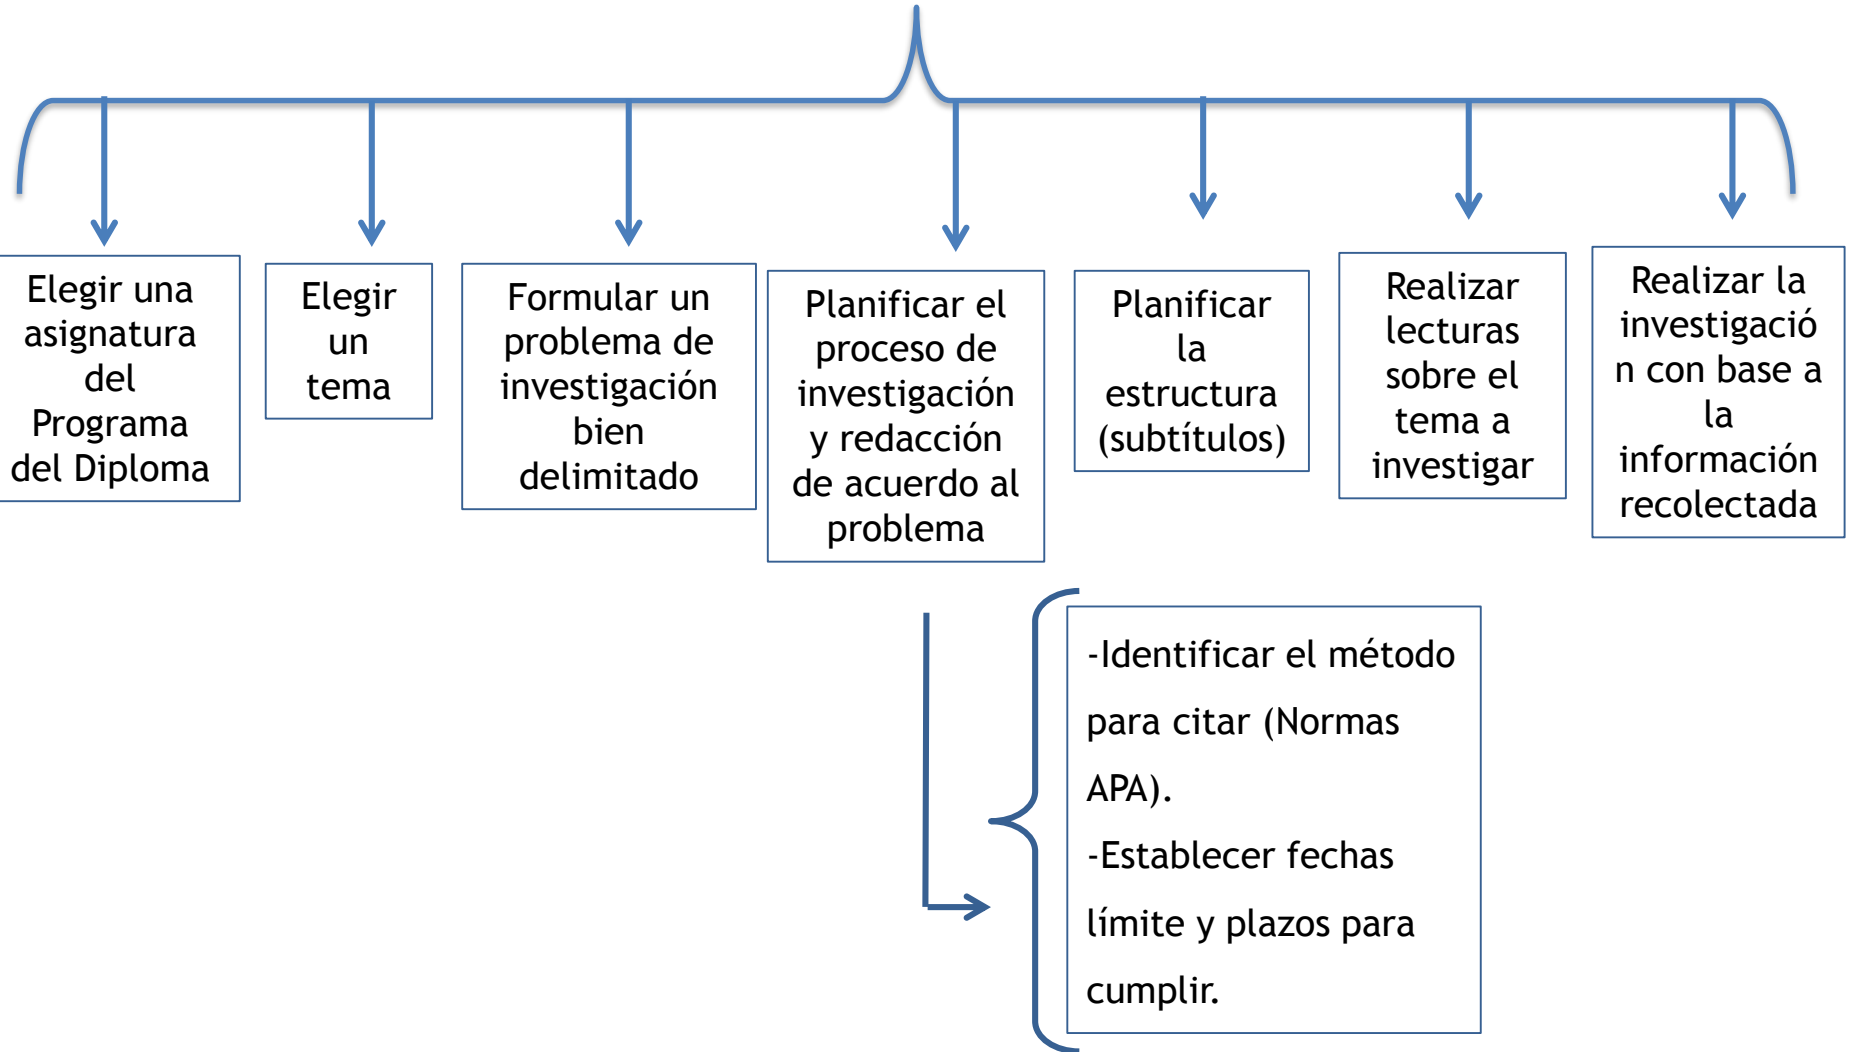 Elegir una
asignatura
del
Programa
del Diploma
Elegir
un
tema
Formular un
problema de
investigación
bien
delimitado
Planificar el
proceso de
investigación
y redacción
de acuerdo al
problema
Planificar
la
estructura
(subtítulos)
Realizar
lecturas
sobre el
tema a
investigar
Realizar la
investigació
n con base a
la
información
recolectada
-Identificar el método
para citar (Normas
APA).
-Establecer fechas
límite y plazos para
cumplir.